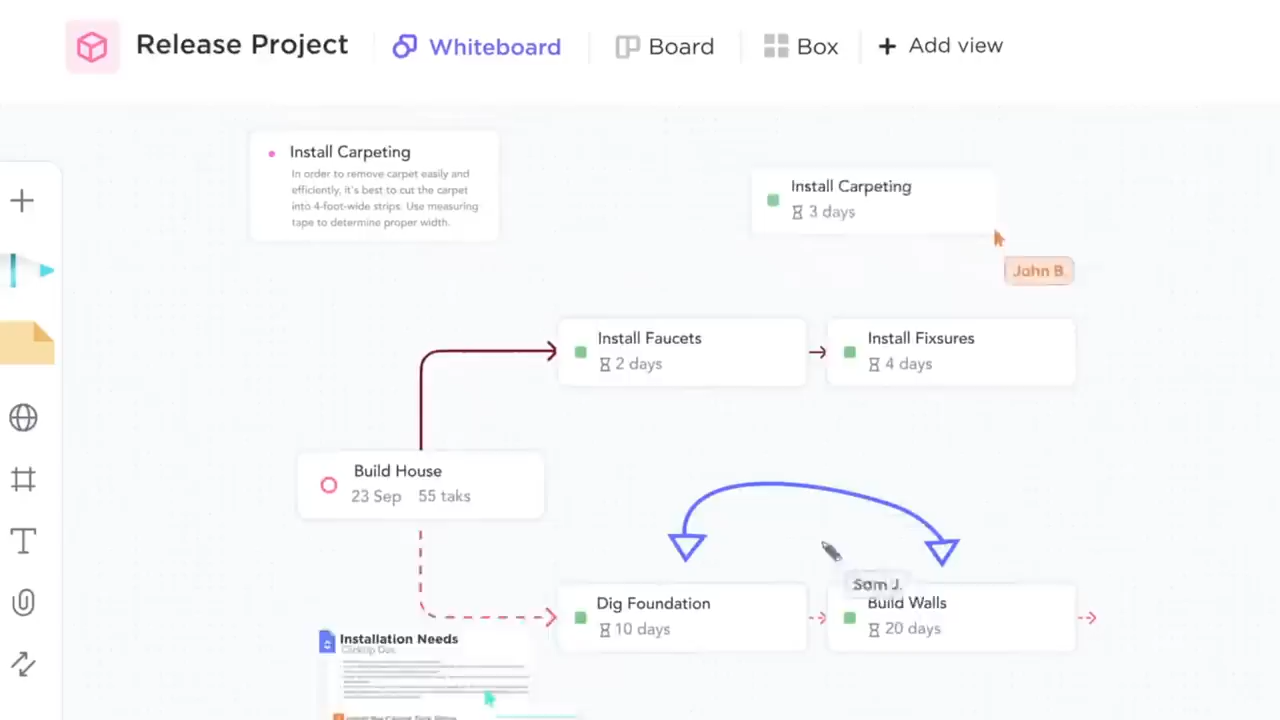 Release Project
Whiteboard
Board
Box
+ Add view
Install Carpeting
In order to remove carpet easily and
efficiently, it's best to cut the carpet
into 4-foot-wide strips. Use measuring
tape to determine proper width.
Install Carpeting
3 days
John B.
Install Faucets
2 days
Install Fixsures
4 days
Build House
23 Sep 55 taks
Sam J.
Dig Foundation
10 days
Build Walls
20 days
Installation Needs
ClickUp Doc